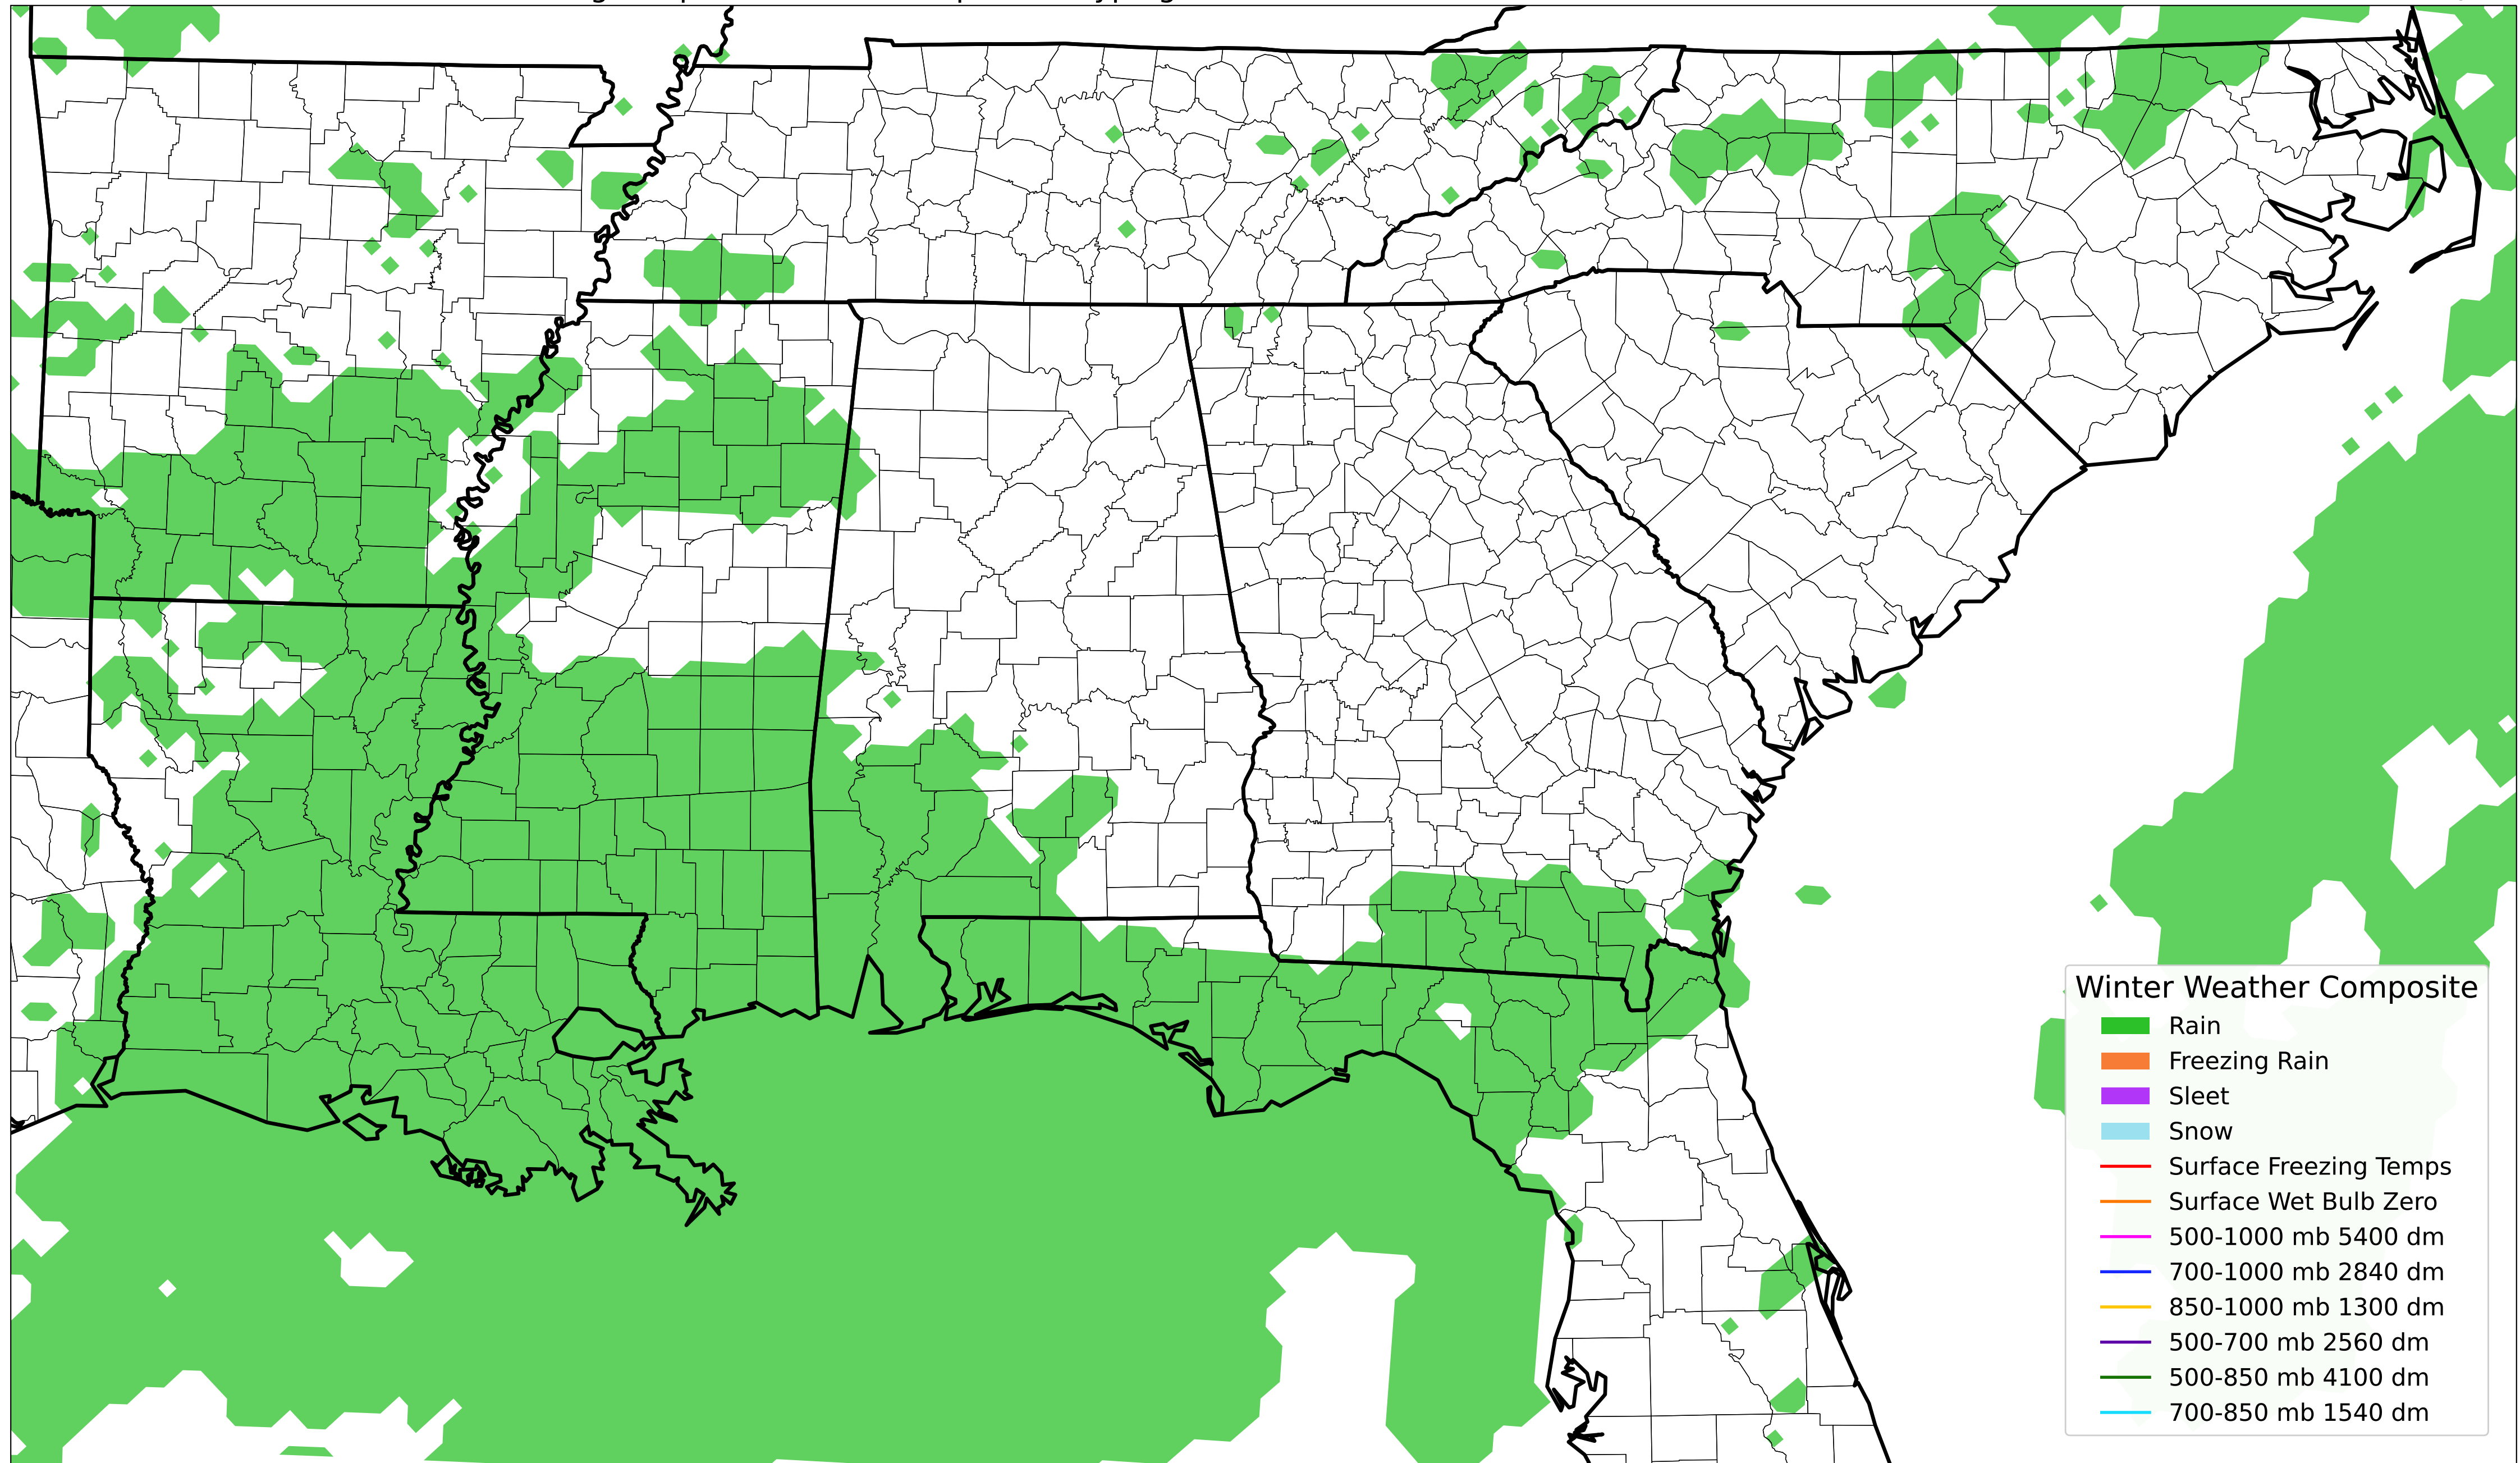 Winter Weather Composite
Rain
Freezing Rain
Sleet
Snow
Surface Freezing Temps
Surface Wet Bulb Zero
500-1000 mb 5400 dm
700-1000 mb 2840 dm
850-1000 mb 1300 dm
500-700 mb 2560 dm
500-850 mb 4100 dm
700-850 mb 1540 dm